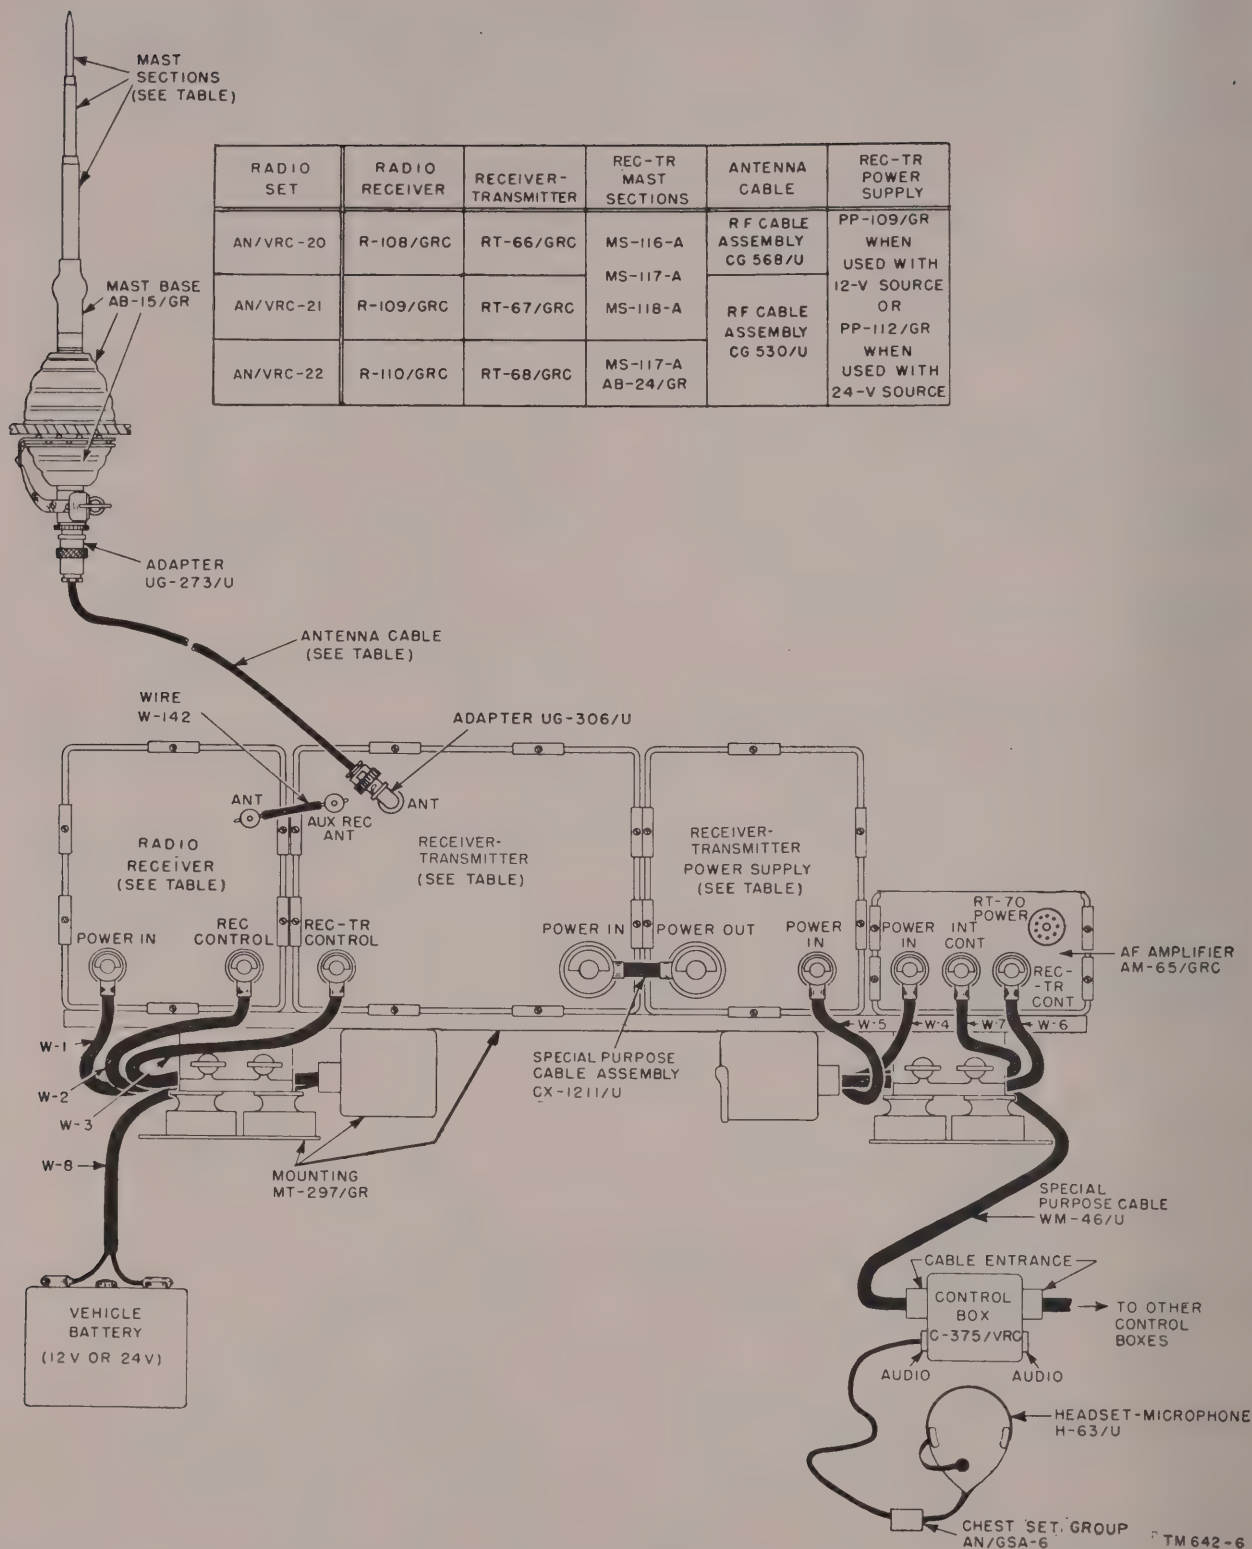 MAST
SECTIONS
(SEE TABLE)
MAST BASE
AB-15/GR
ADAPTER
UG-273/U
RADIO
SET
RADIO
RECEIVER
RECEIVER-
TRANSMITTER
REC-TR
MAST
SECTIONS
ANTENNA
CABLE
REC-TR
POWER
SUPPLY
AN/VRC-20
R-108/GRC
RT-66/GRC
MS-116-A
MS-117-A
MS-118-A
RF CABLE
ASSEMBLY
CG 568/U
PP-109/GR
WHEN
USED WITH
12-V SOURCE
OR
PP-112/GR
WHEN
USED WITH
24-V SOURCE
AN/VRC-21
R-109/GRC
RT-67/GRC
RF CABLE
ASSEMBLY
CG 530/U
AN/VRC-22
R-110/GRC
RT-68/GRC
MS-117-A
AB-24/GR
ANTENNA CABLE
(SEE TABLE)
WIRE
W-142
ADAPTER UG-306/U
ANT
AUX REC
ANT
ANT
RADIO
RECEIVER
(SEE TABLE)
RECEIVER-
TRANSMITTER
(SEE TABLE)
RECEIVER-
TRANSMITTER
POWER SUPPLY
(SEE TABLE)
POWER IN
REC
CONTROL
REC-TR
CONTROL
POWER IN
POWER OUT
POWER
IN
RT-70
POWER
POWER
IN
INT
CONT
REC-
-TR
CONT
AF AMPLIFIER
AM-65/GRC
W-1
W-2
W-3
W-8
W-5
W-4
W-7
W-6
SPECIAL PURPOSE
CABLE ASSEMBLY
CX-1211/U
MOUNTING
MT-297/GR
SPECIAL
PURPOSE CABLE
WM-46/U
VEHICLE
BATTERY
(12V OR 24V)
CABLE ENTRANCE
CONTROL
BOX
C-375/VRC
TO OTHER
CONTROL
BOXES
AUDIO
AUDIO
HEADSET-MICROPHONE
H-63/U
CHEST SET GROUP
AN/GSA-6
TM 642-6